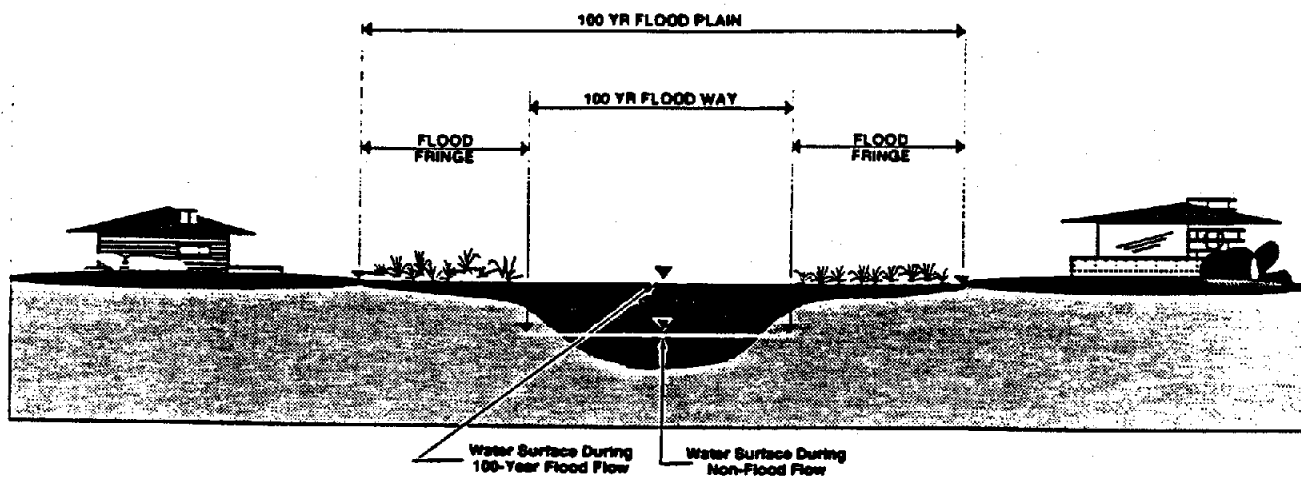 100 YR FLOOD PLAIN
100 YR FLOOD WAY
FLOOD
FRINGE
FLOOD
FRINGE
Water Surface During
100-Year Flood Flow
Water Surface During
Non-Flood Flow